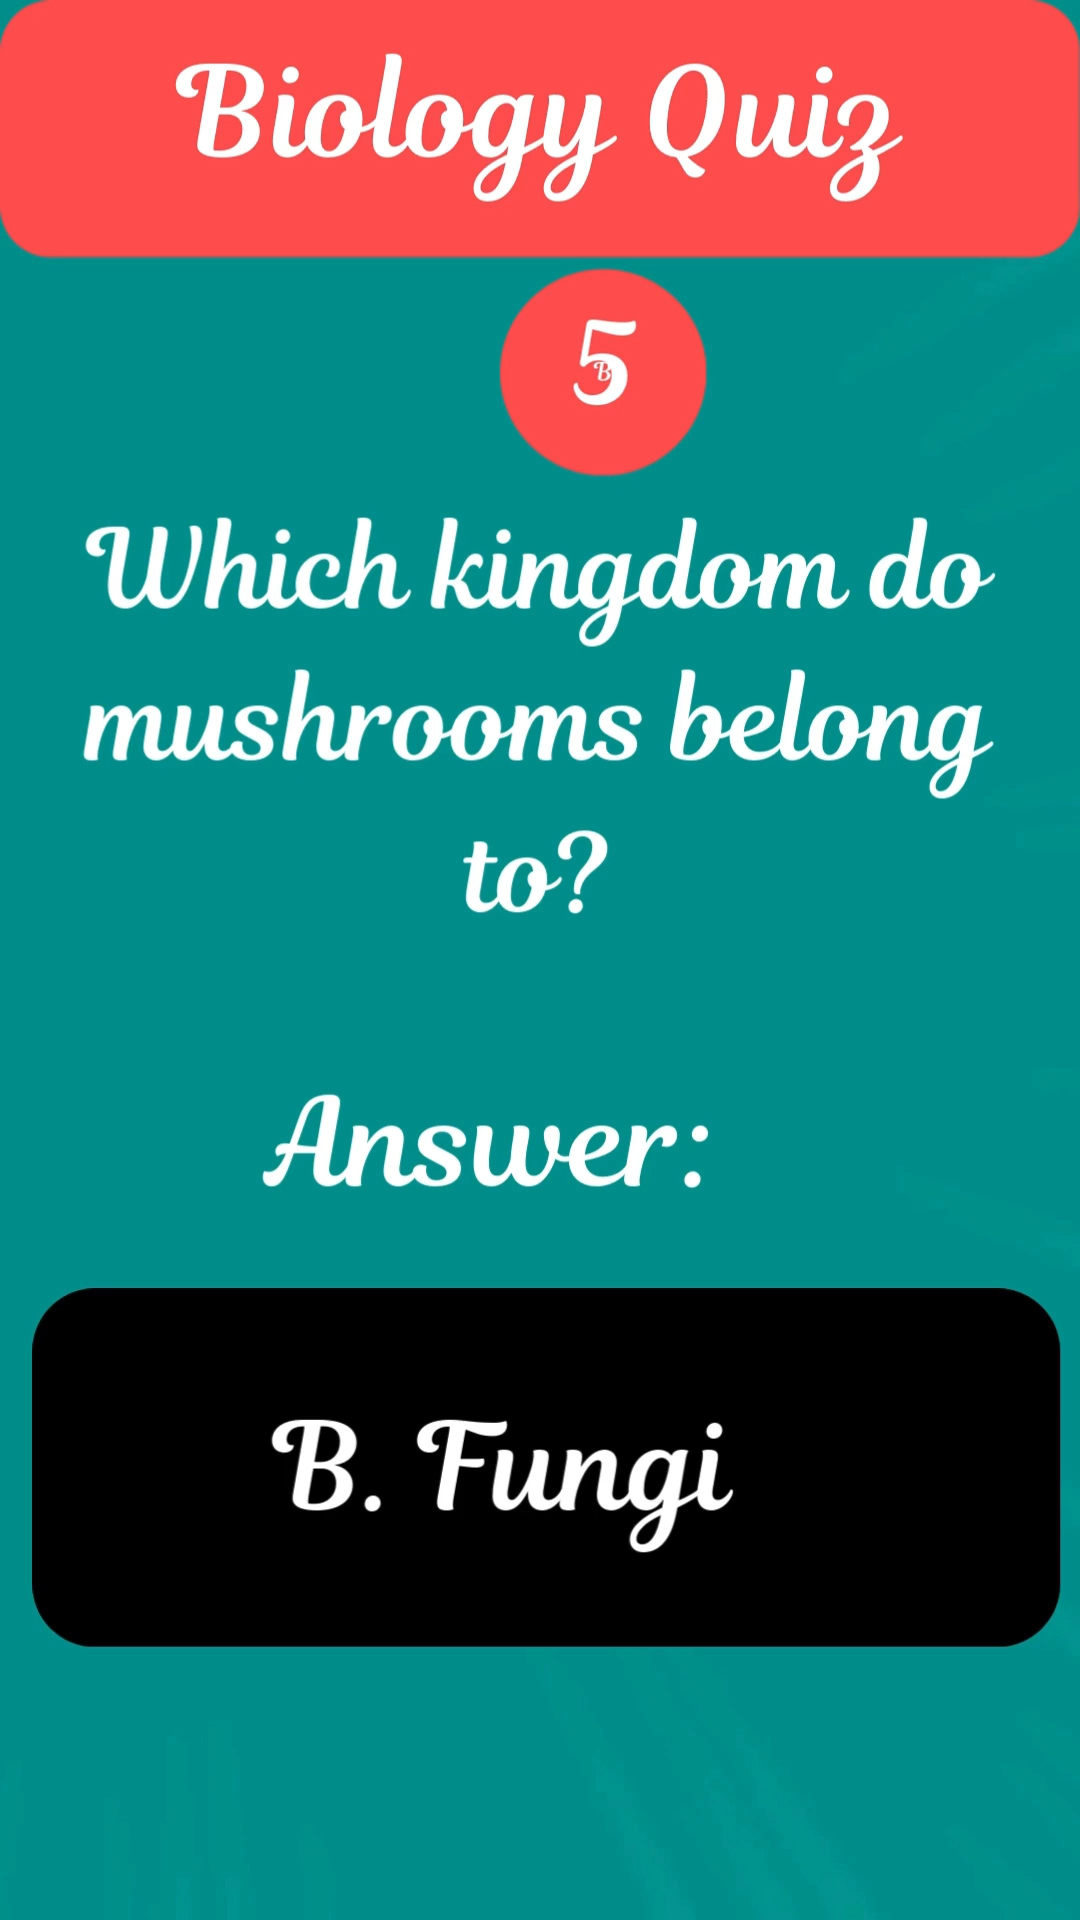 Biology Quiz
5
B
Which kingdom do
mushrooms belong
to?
Answer:
B. Fungi